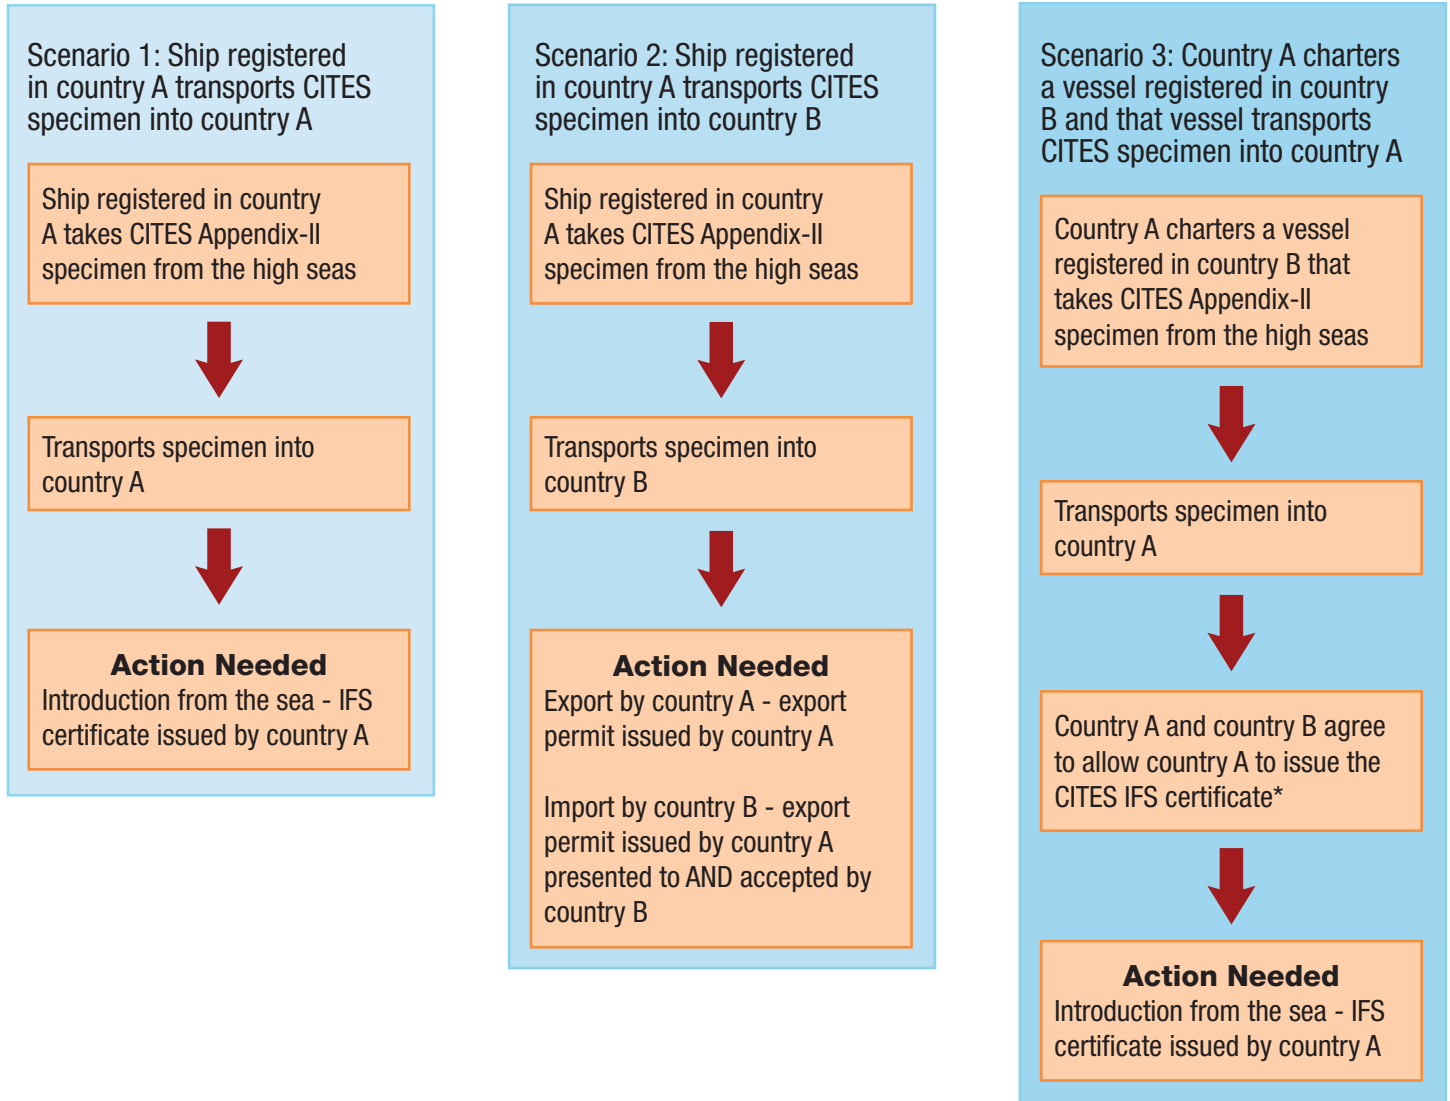 Scenario 1: Ship registered
in country A transports CITES
specimen into country A
Ship registered in country
A takes CITES Appendix-II
specimen from the high seas
Transports specimen into
country A
Action Needed
Introduction from the sea - IFS
certificate issued by country A
Scenario 2: Ship registered
in country A transports CITES
specimen into country B
Ship registered in country
A takes CITES Appendix-II
specimen from the high seas
Transports specimen into
country B
Action Needed
Export by country A - export
permit issued by country A
Import by country B - export
permit issued by country A
presented to AND accepted by
country B
Scenario 3: Country A charters
a vessel registered in country
B and that vessel transports
CITES specimen into country A
Country A charters a vessel
registered in country B that
takes CITES Appendix-II
specimen from the high seas
Transports specimen into
country A
Country A and country B agree
to allow country A to issue the
CITES IFS certificate*
Action Needed
Introduction from the sea - IFS
certificate issued by country A